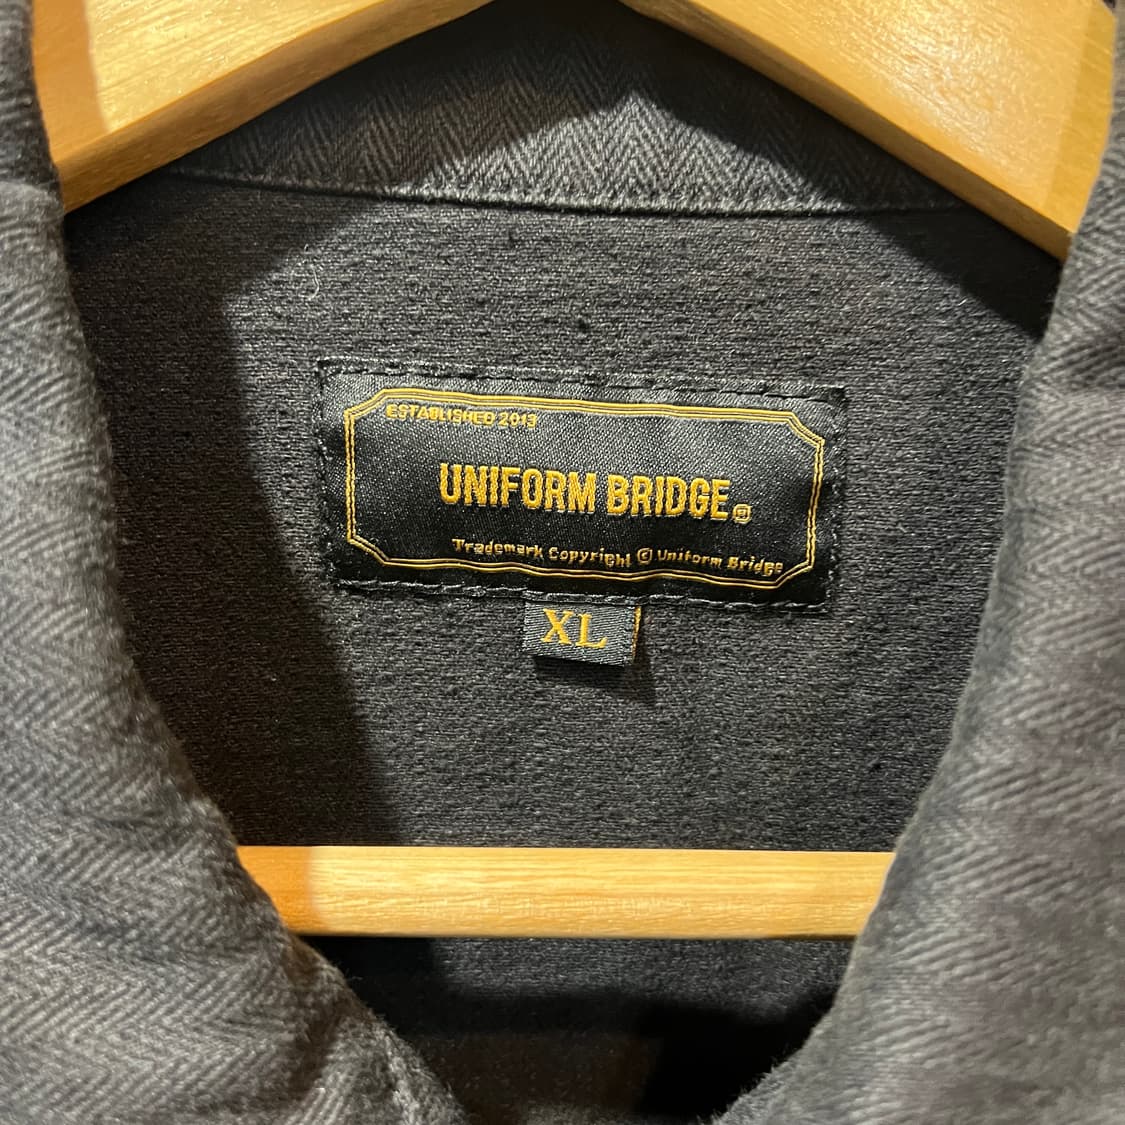 ESTABLISHED 2013
UNIFORM BRIDGE®
Trademark Copyright © Uniform Bridge
XL